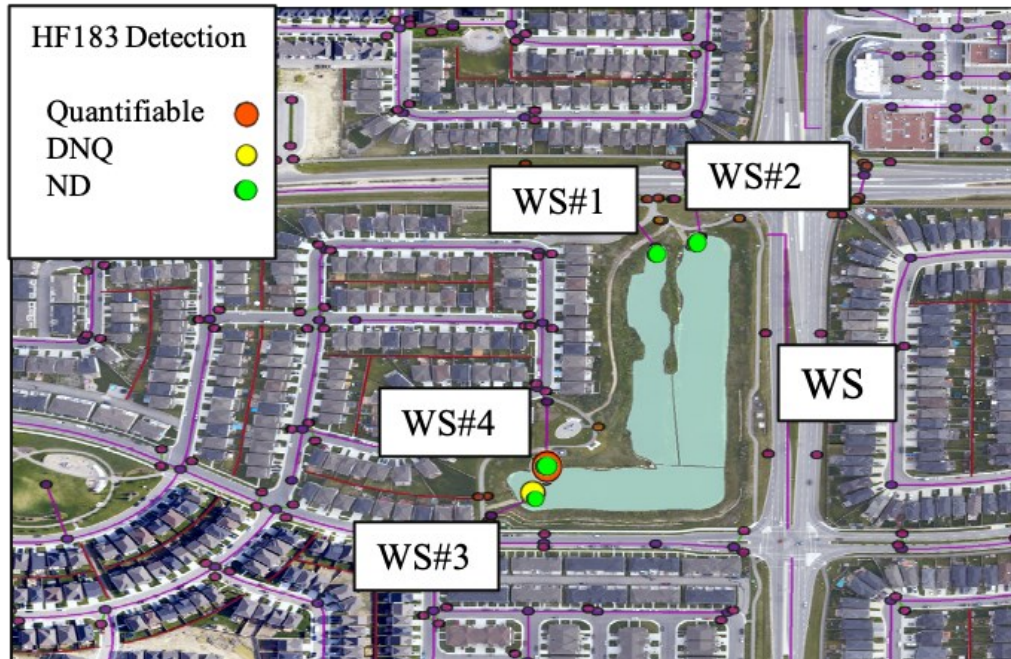 HF183 Detection
Quantifiable
DNQ
ND
WS#1
WS#2
WS
WS#4
WS#3